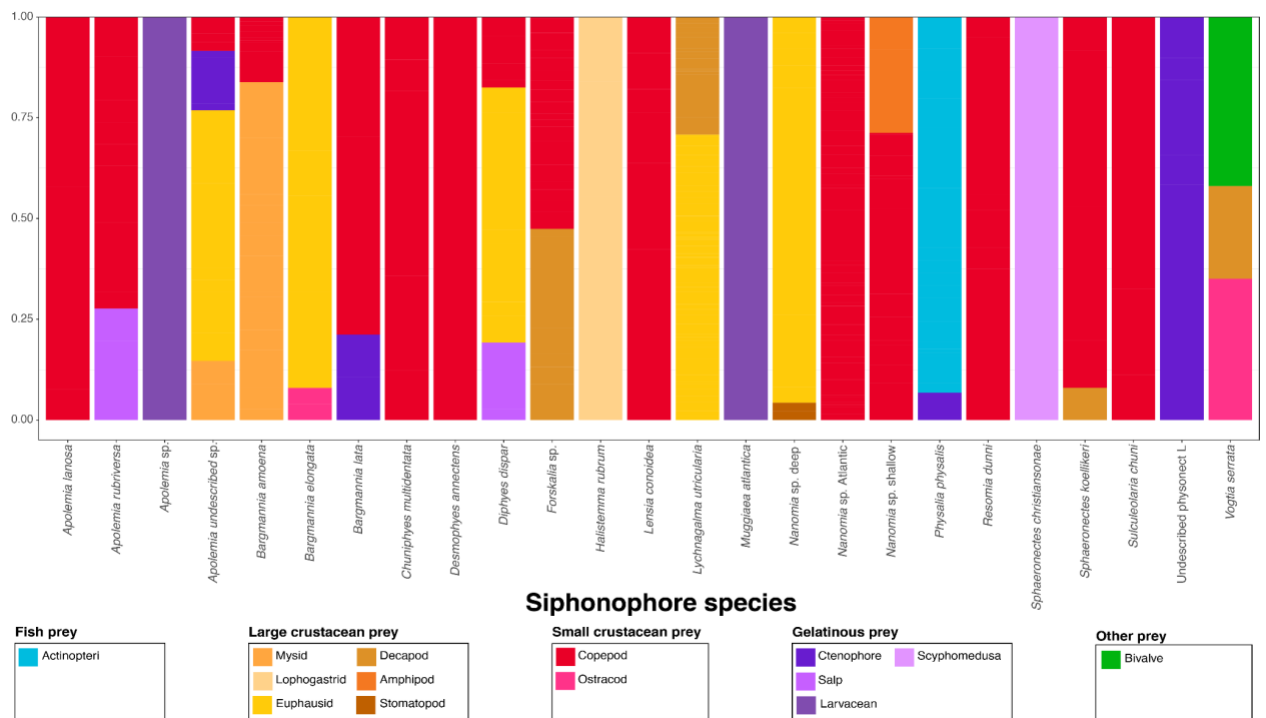 1.00
0.75
0.50
0.25
0.00
Apolemia lanosa
Apolemia rubriversa
Apolemia sp.
Apolemia undescribed sp.
Bargmannia amoena
Bargmannia elongata
Bargmannia lata
Chuniphyes multidentata
Desmophyes annectens
Diphyes dispar
Forskalia sp.
Halistemma rubrum
Lensia conoidea
Lychnagalma utricularia
Muggiaea atlantica
Nanomia sp. deep
Nanomia sp. Atlantic
Nanomia sp. shallow
Physalia physalis
Resomia dunni
Sphaeronectes christiansonae
Sphaeronectes koellikeri
Sulculeolaria chuni
Undescribed physonect L
Vogtia serrata
Siphonophore species
Fish prey
Actinopteri
Large crustacean prey
Mysid Decapod
Lophogastrid Amphipod
Euphausid Stomatopod
Small crustacean prey
Copepod
Ostracod
Gelatinous prey
Ctenophore Scyphomedusa
Salp
Larvacean
Other prey
Bivalve